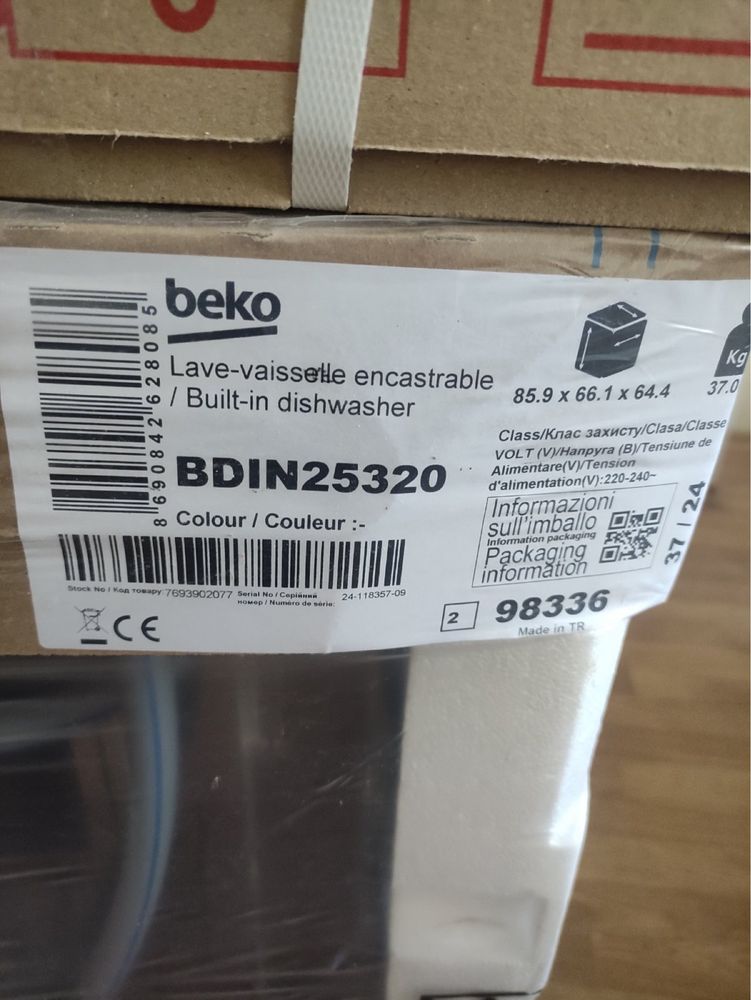 beko
Lave-vaisselle encastrable
/ Built-in dishwasher
BDIN25320
Colour / Couleur :-
8690842628085
Stock No / Код товару: 7693902077 Serial No / Серійний
номер / Numéro de série: 24-118357-09
CE
85.9 x 66.1 x 64.4
Kg
37.0
Class/Клас захисту/Clasa/Classe
VOLT (V)/Напруга (В)/Tensiune de
Alimentare(V)/Tension
d'alimentation(V):220-240~
Informazioni
sull'imballo
Information packaging
Packaging
information
37 / 24
2
98336
Made in TR